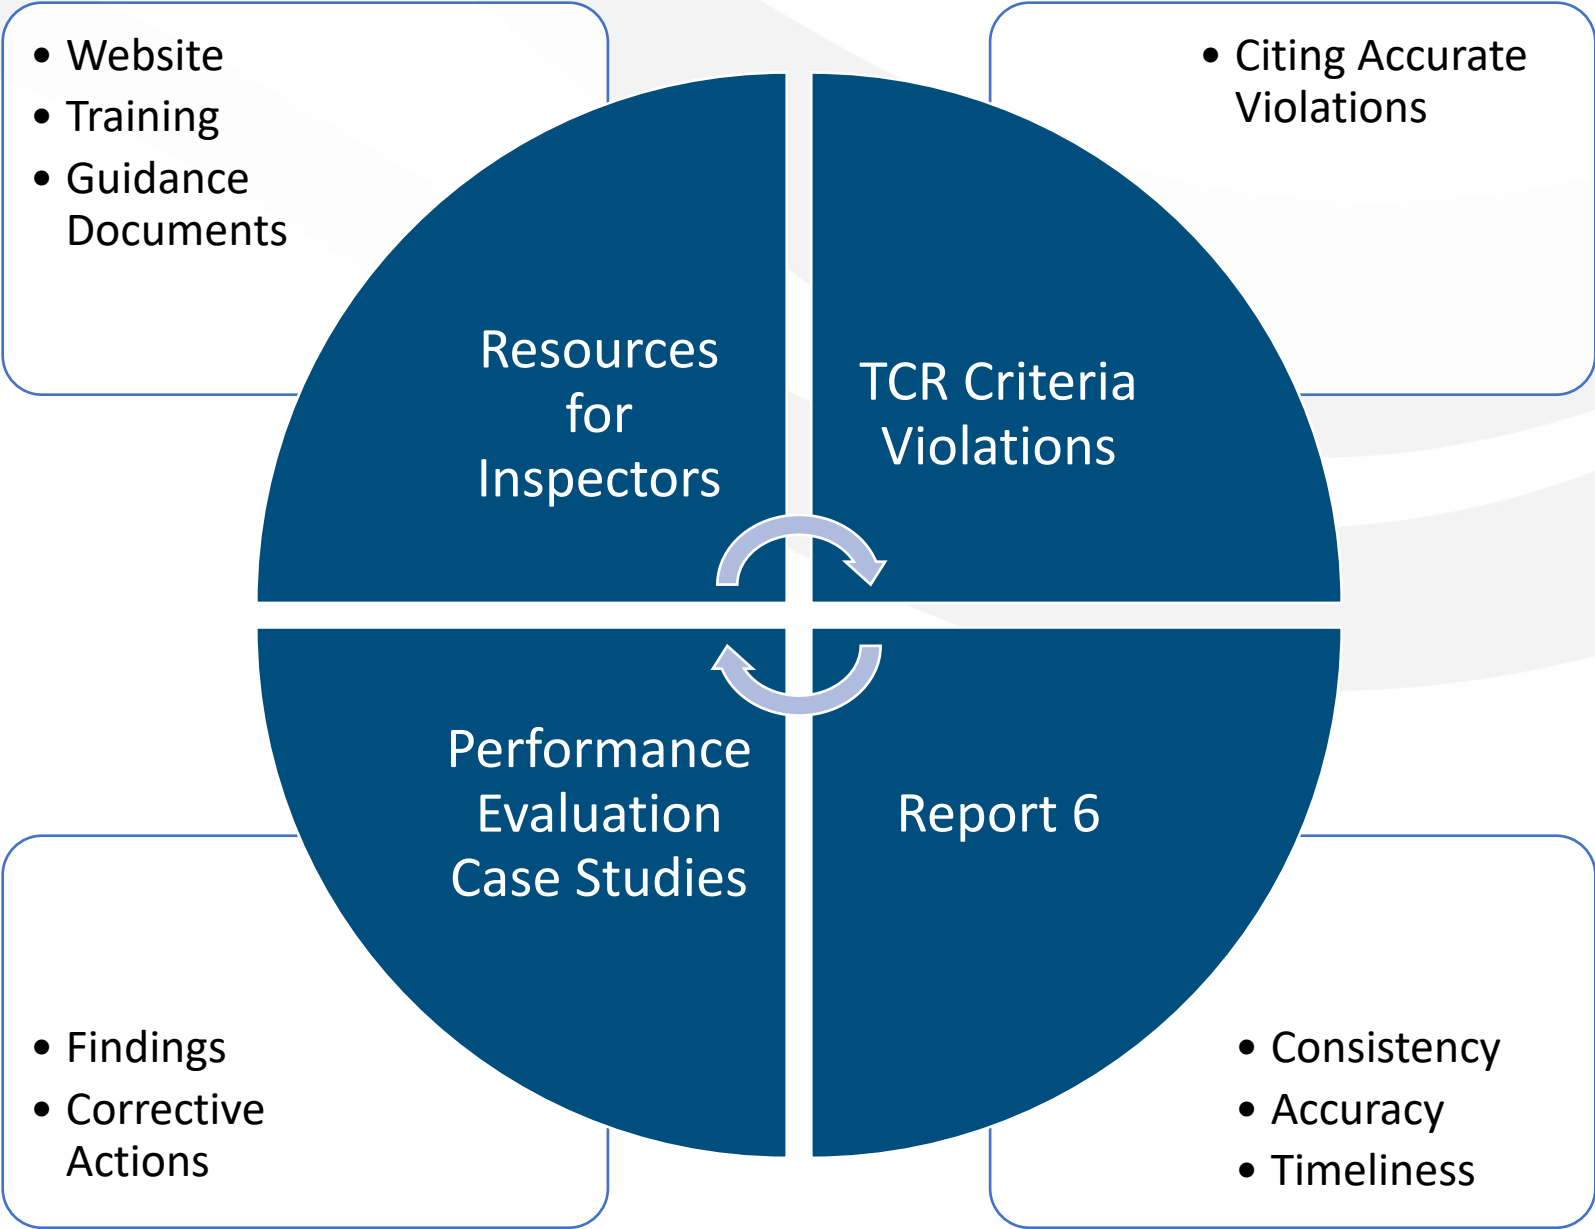 • Website
• Training
• Guidance
Documents
• Citing Accurate
Violations
Resources
for
Inspectors
TCR Criteria
Violations
Performance
Evaluation
Case Studies
Report 6
• Findings
• Corrective
Actions
• Consistency
• Accuracy
• Timeliness